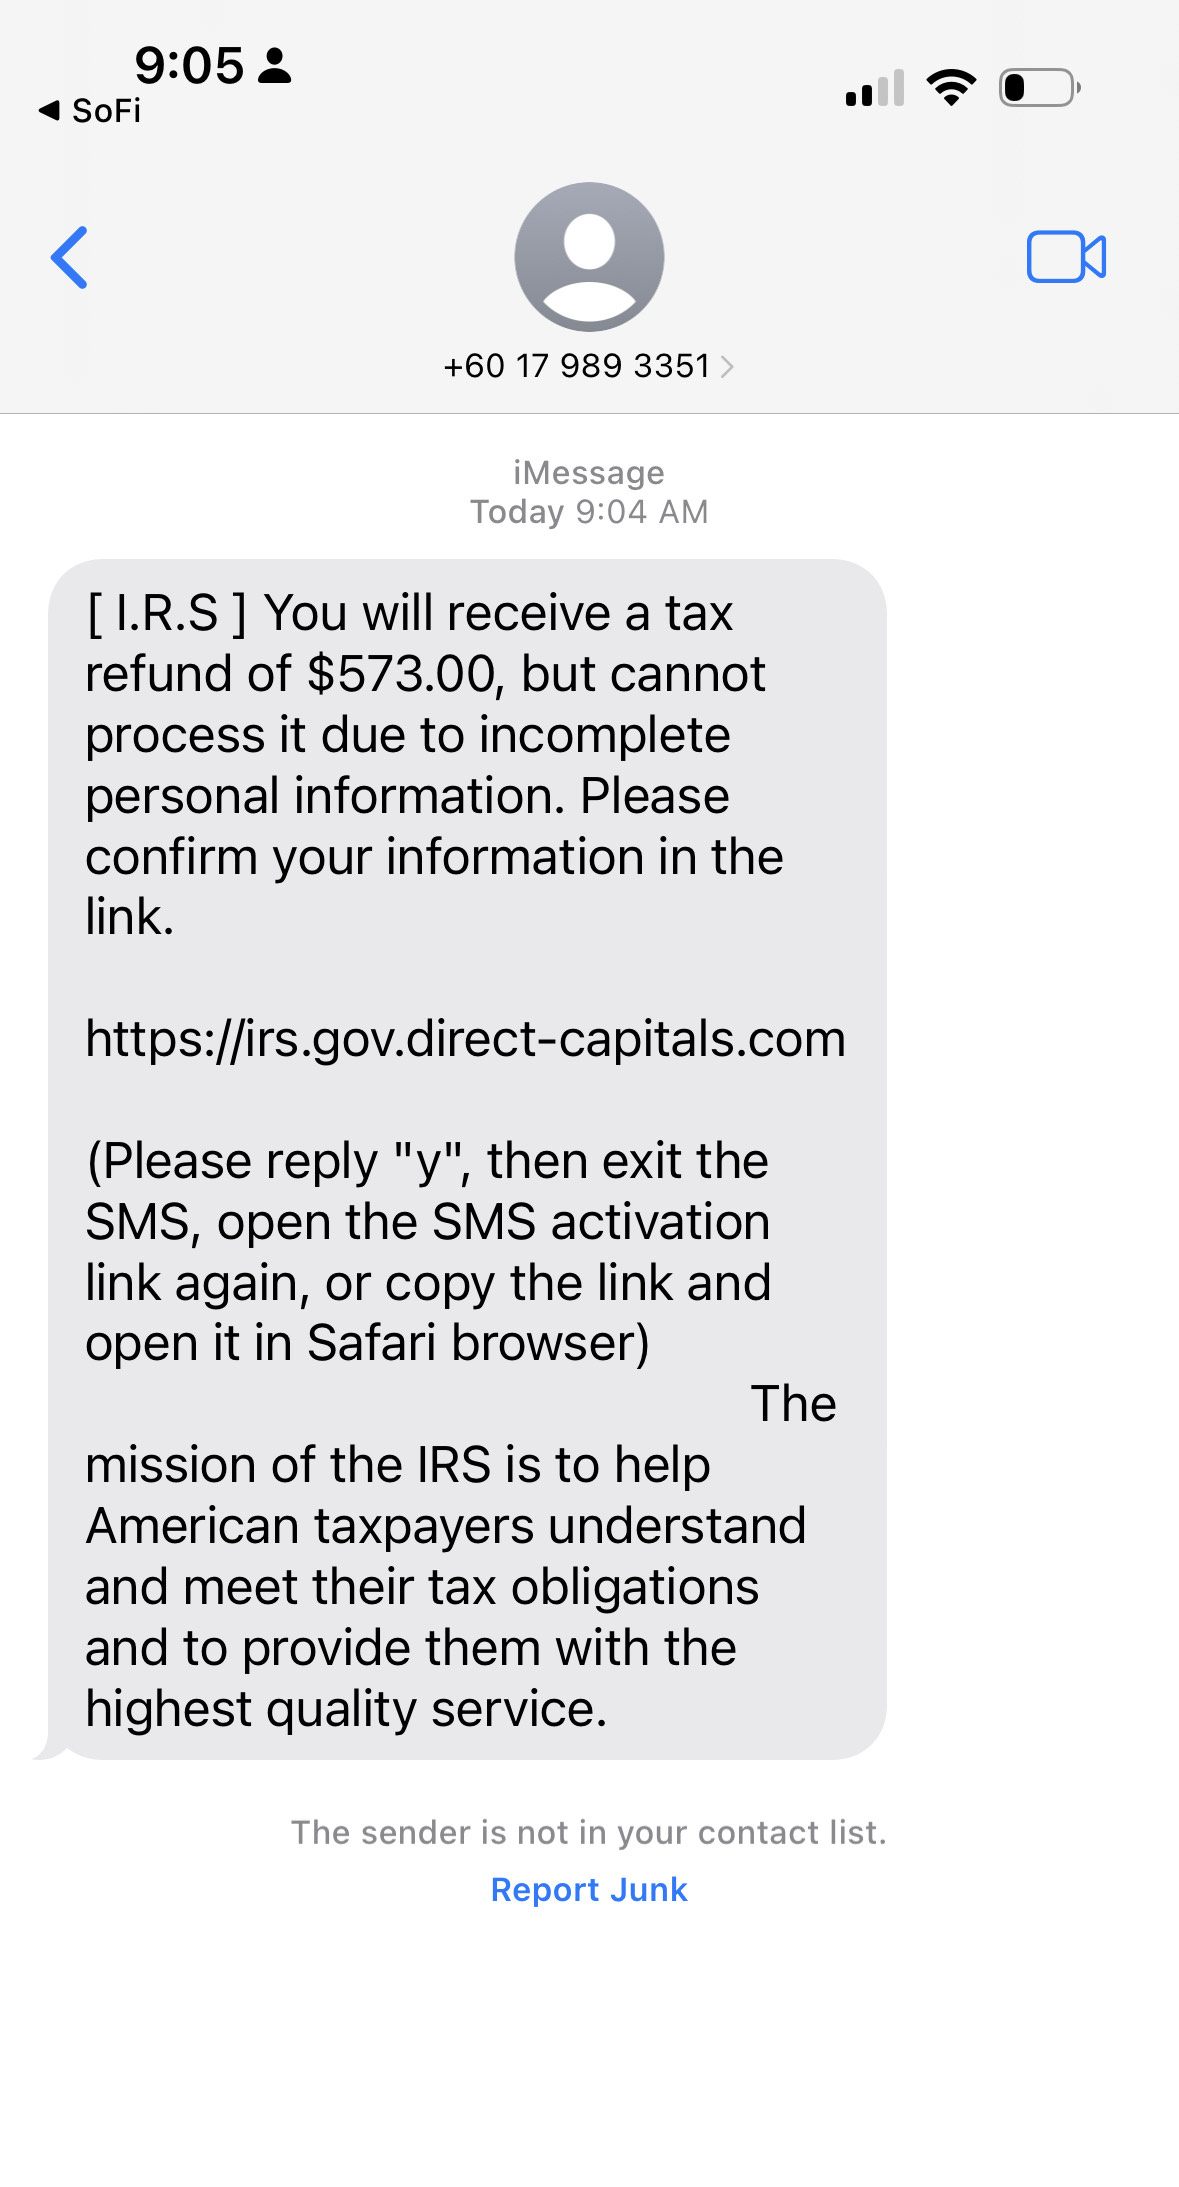 9:05
◀ SoFi
+60 17 989 3351
iMessage
Today 9:04 AM
[ I.R.S ] You will receive a tax
refund of $573.00, but cannot
process it due to incomplete
personal information. Please
confirm your information in the
link.
https://irs.gov.direct-capitals.com
(Please reply "y", then exit the
SMS, open the SMS activation
link again, or copy the link and
open it in Safari browser)
The
mission of the IRS is to help
American taxpayers understand
and meet their tax obligations
and to provide them with the
highest quality service.
The sender is not in your contact list.
Report Junk